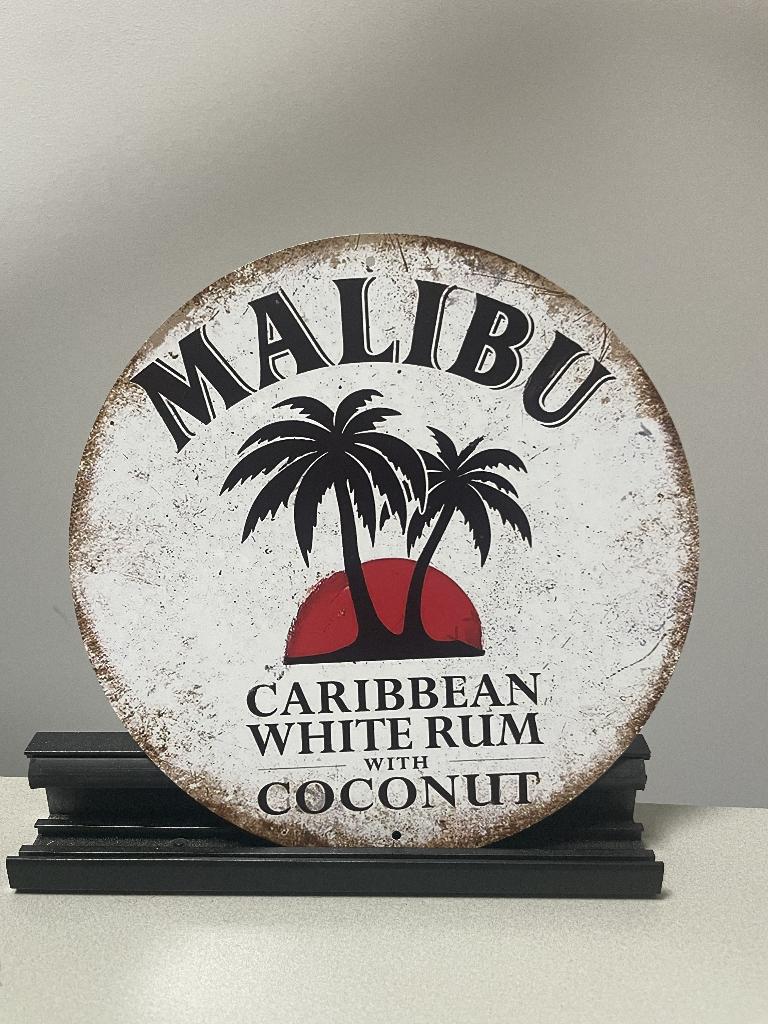 MALIBU
CARIBBEAN
WHITE RUM
WITH
COCONUT